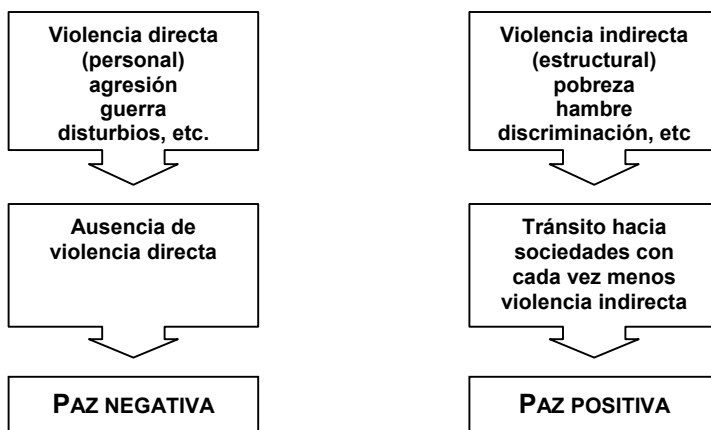 Violencia directa
(personal)
agresión
guerra
disturbios, etc.
Ausencia de
violencia directa
PAZ NEGATIVA
Violencia indirecta
(estructural)
pobreza
hambre
discriminación, etc
Tránsito hacia
sociedades con
cada vez menos
violencia indirecta
PAZ POSITIVA